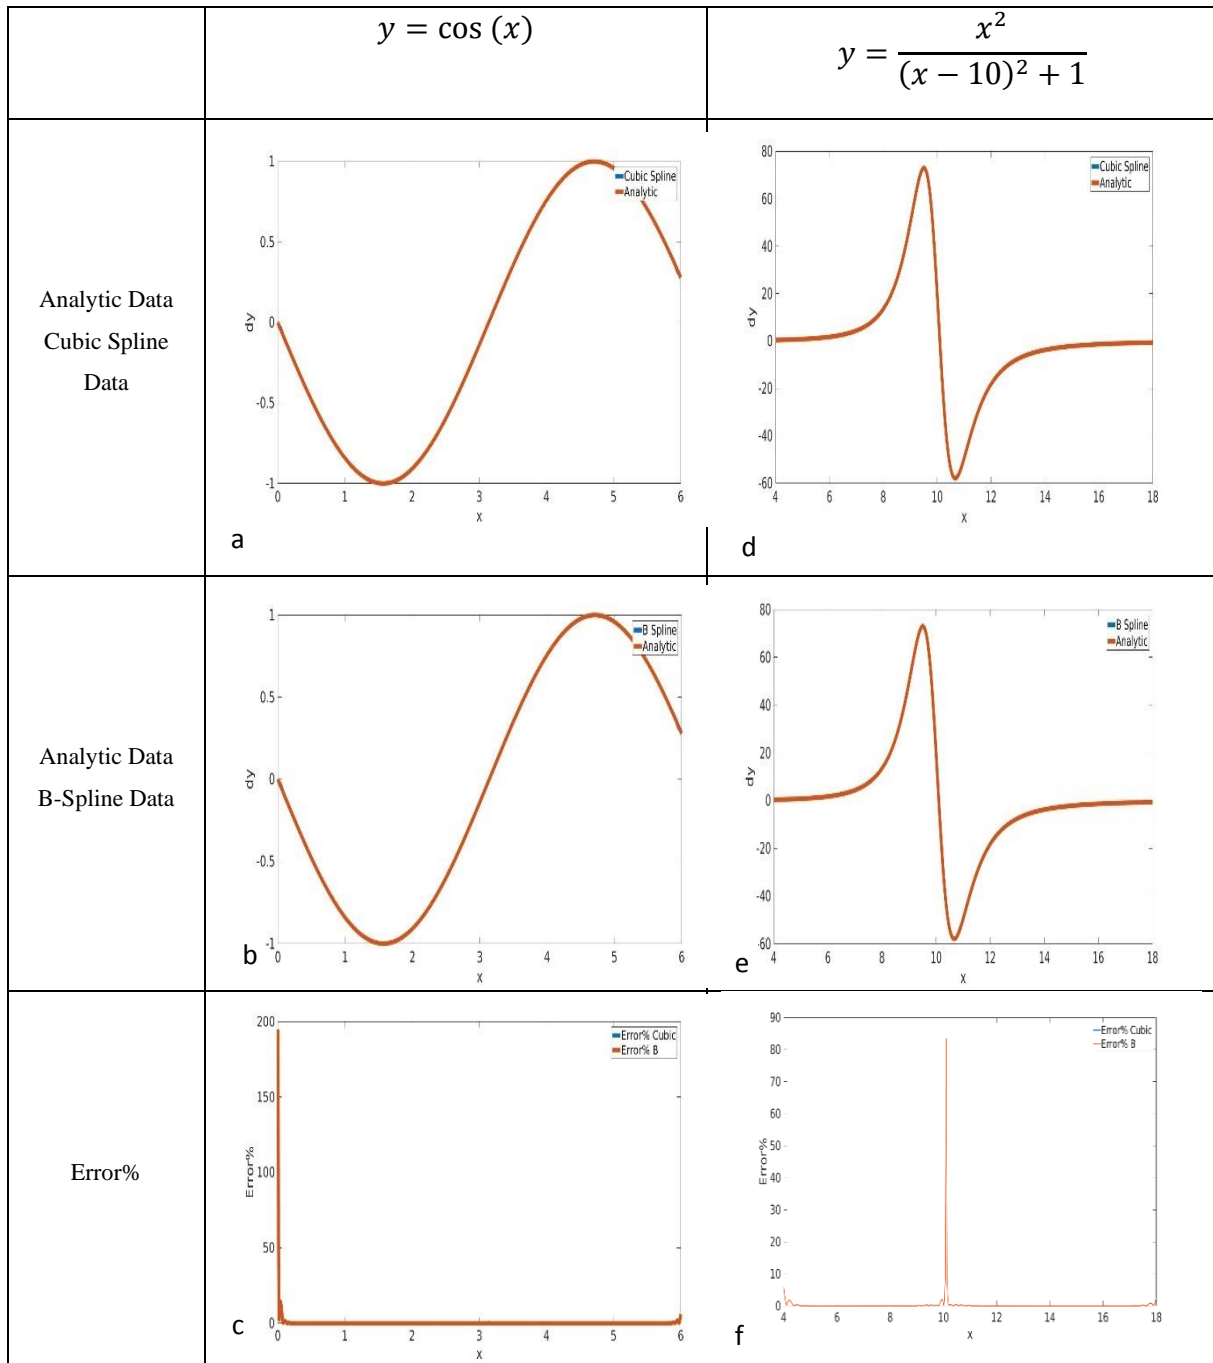 y = cos (x)
y = x² / (x − 10)² + 1
Analytic Data
Cubic Spline
Data
1
0.5
0
-0.5
-1
dy
0 1 2 3 4 5 6
x
Cubic Spline
Analytic
a
80
60
40
20
0
-20
-40
-60
dy
4 6 8 10 12 14 16 18
x
Cubic Spline
Analytic
d
Analytic Data
B-Spline Data
1
0.5
0
-0.5
-1
dy
0 1 2 3 4 5 6
x
B Spline
Analytic
b
80
60
40
20
0
-20
-40
-60
dy
4 6 8 10 12 14 16 18
x
B Spline
Analytic
e
Error%
200
150
100
50
0
Error%
0 1 2 3 4 5 6
x
Error% Cubic
Error% B
c
90
80
70
60
50
40
30
20
10
0
Error%
4 6 8 10 12 14 16 18
x
Error% Cubic
Error% B
f